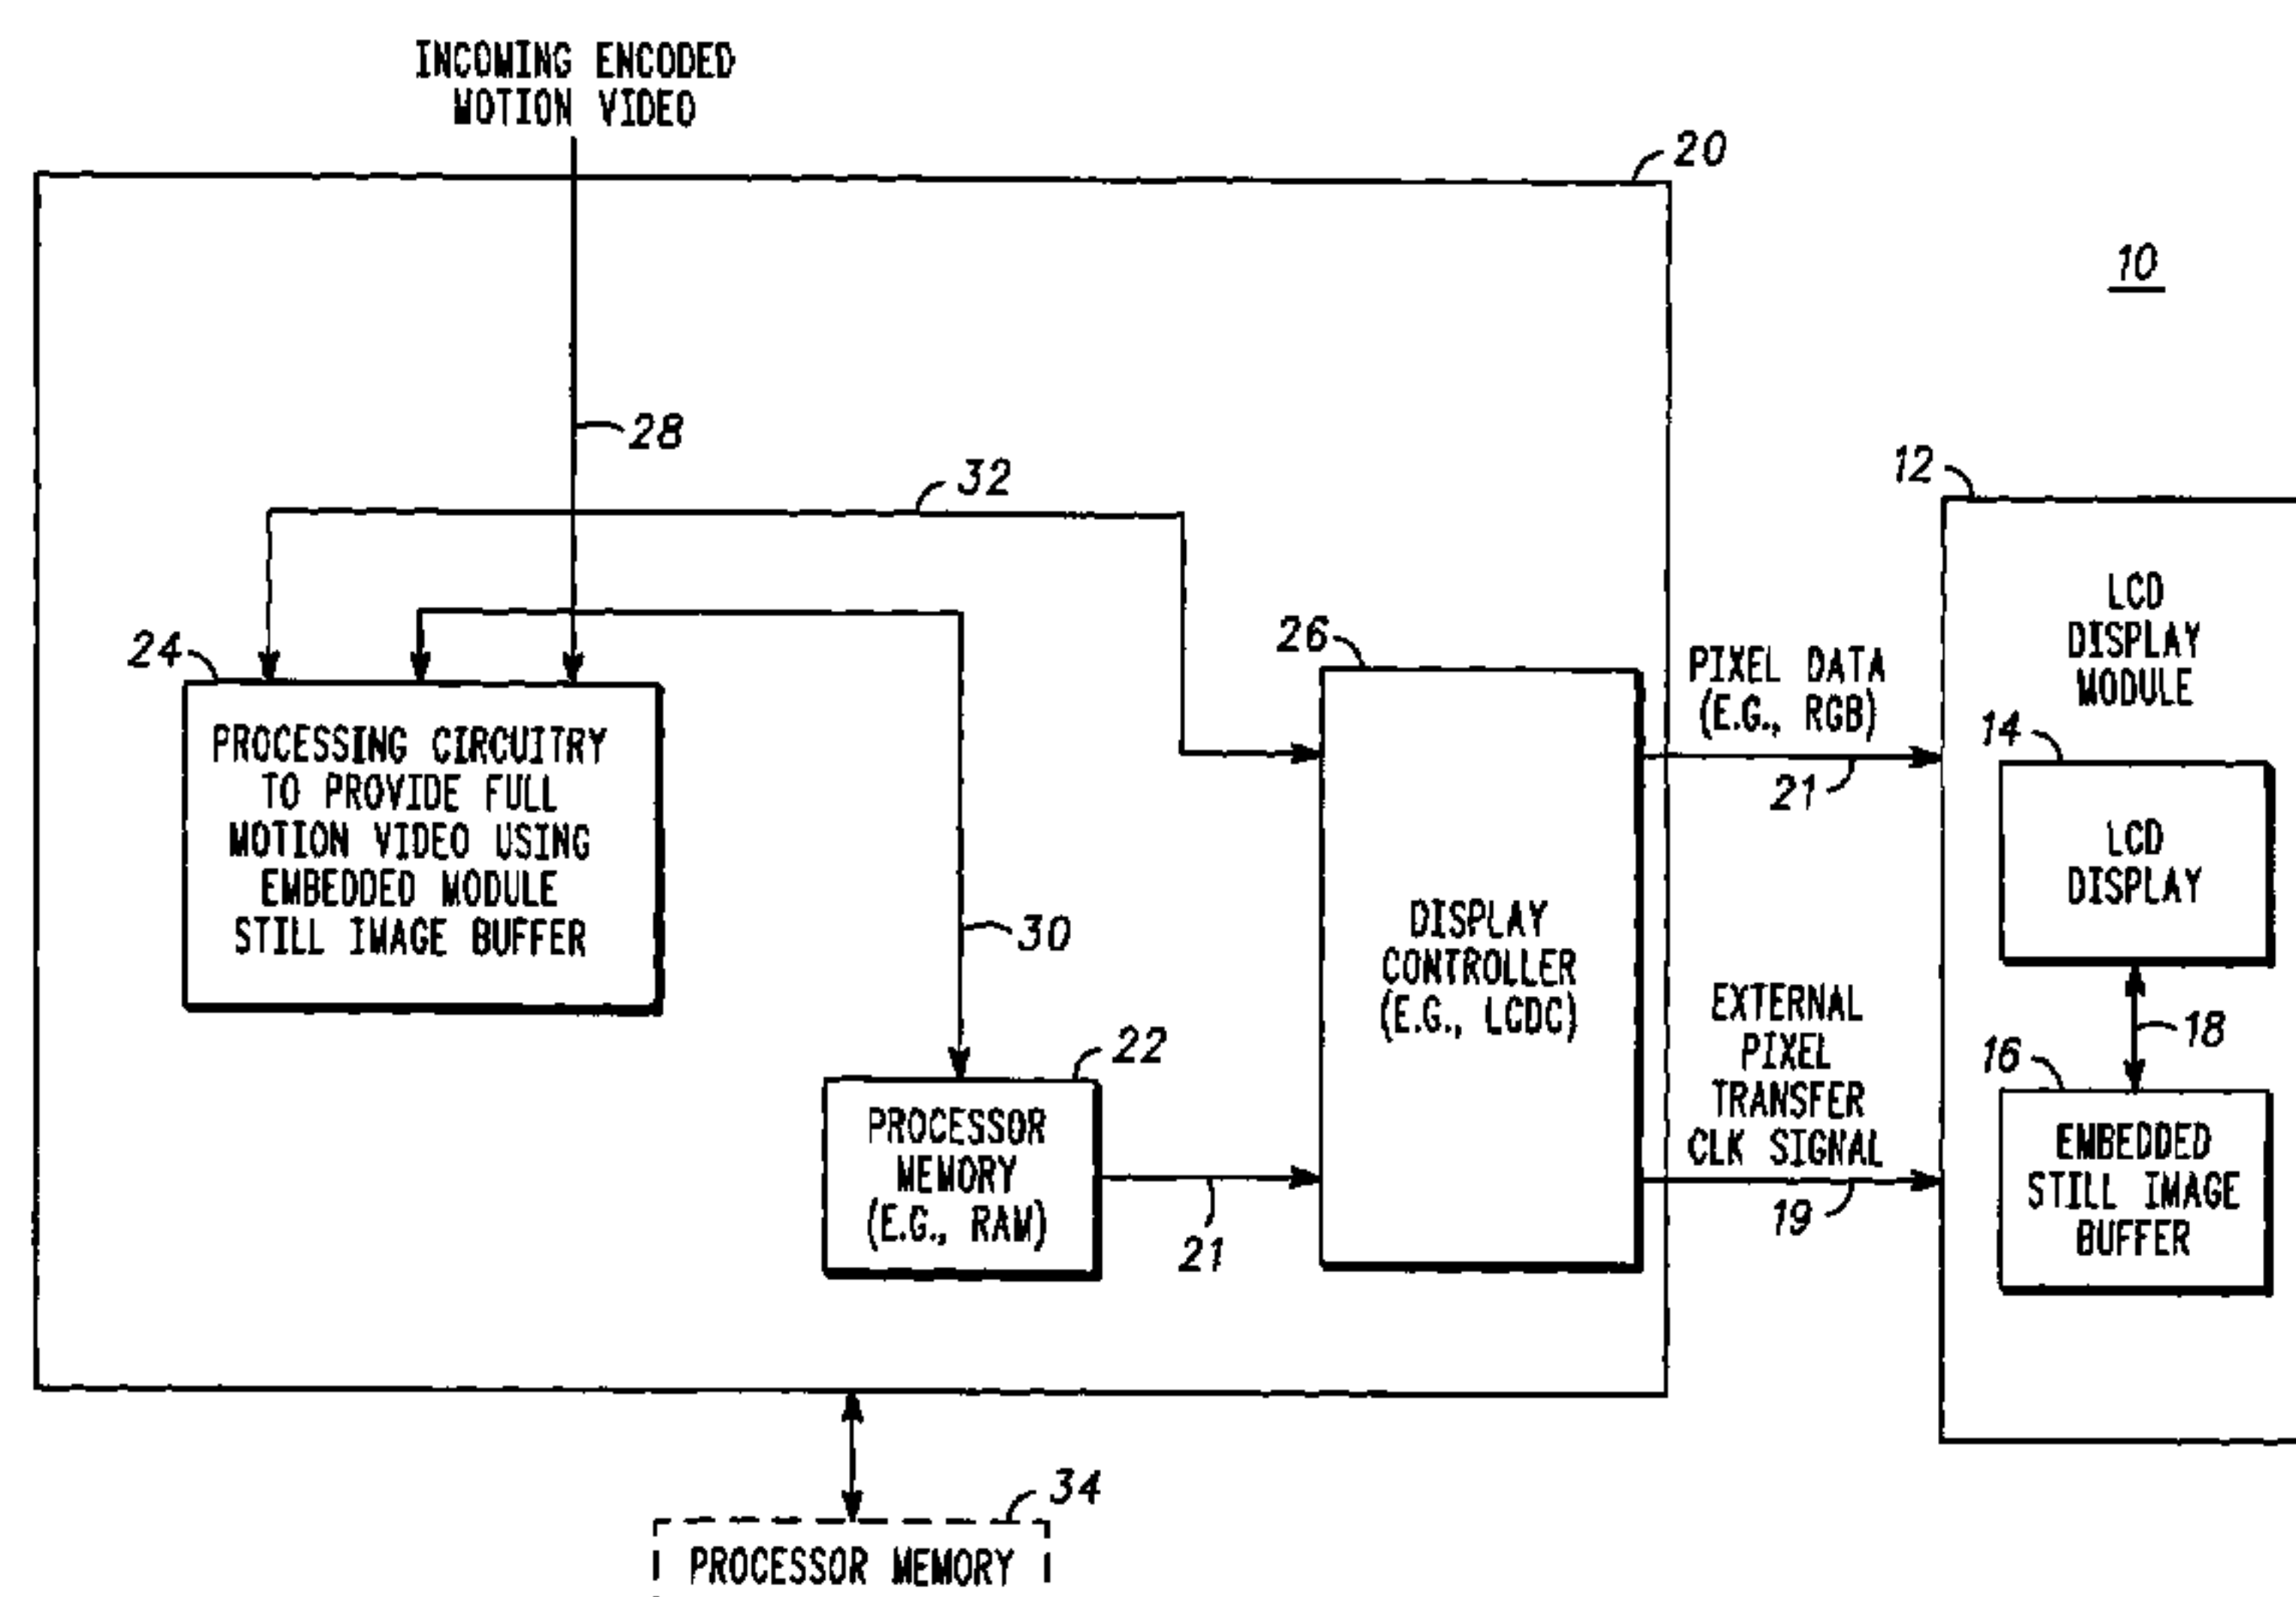 INCOMING ENCODED
MOTION VIDEO
20
10
28
32
12
24
26
LCD
DISPLAY
MODULE
PIXEL DATA
(E.G., RGB)
21
14
LCD
DISPLAY
PROCESSING CIRCUITRY
TO PROVIDE FULL
MOTION VIDEO USING
EMBEDDED MODULE
STILL IMAGE BUFFER
30
DISPLAY
CONTROLLER
(E.G., LCDC)
EXTERNAL
PIXEL
TRANSFER
CLK SIGNAL
19
18
16
EMBEDDED
STILL IMAGE
BUFFER
22
PROCESSOR
MEMORY
(E.G., RAM)
21
34
PROCESSOR MEMORY